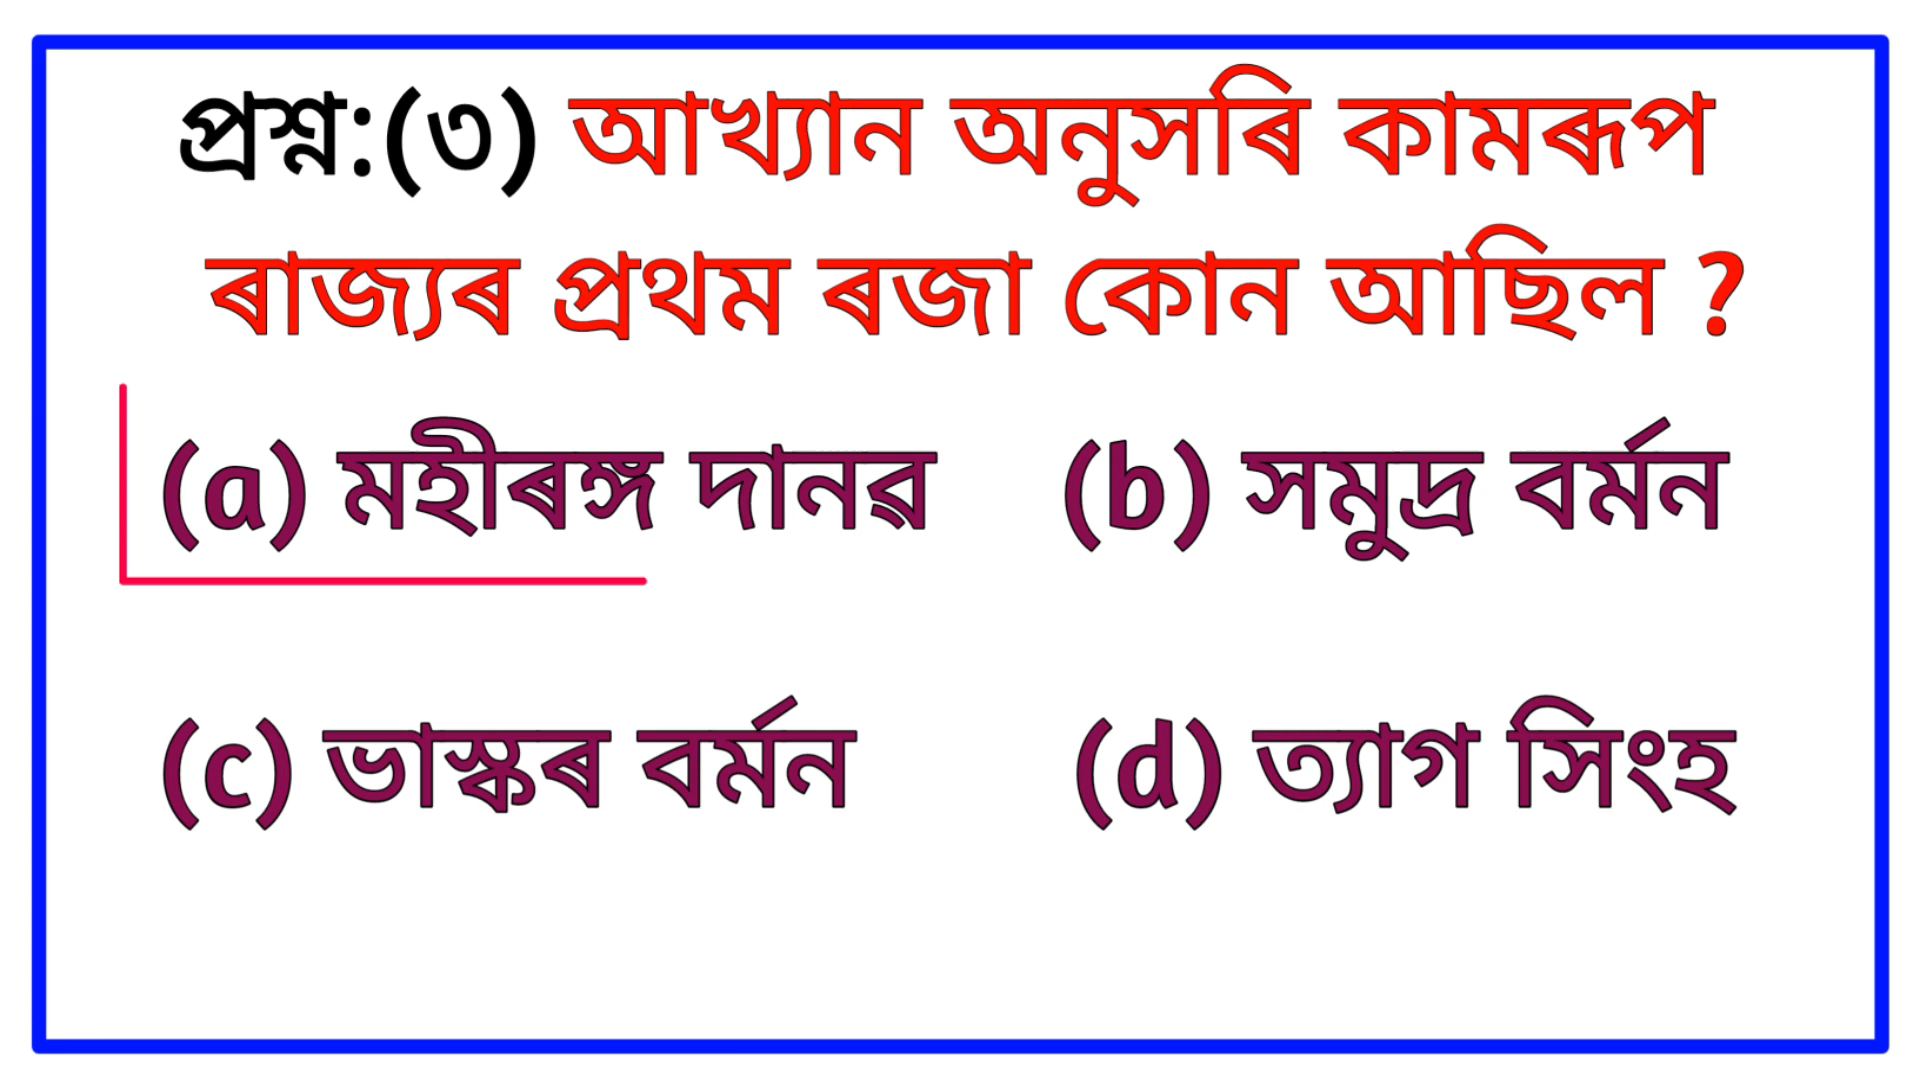 প্ৰশ্ন:(৩) আখ্যান অনুসৰি কামৰূপ
ৰাজ্যৰ প্ৰথম ৰজা কোন আছিল ?
(a) মহীৰঙ্গ দানৱ (b) সমুদ্ৰ বৰ্মন
(c) ভাস্কৰ বৰ্মন (d) ত্যাগ সিংহ